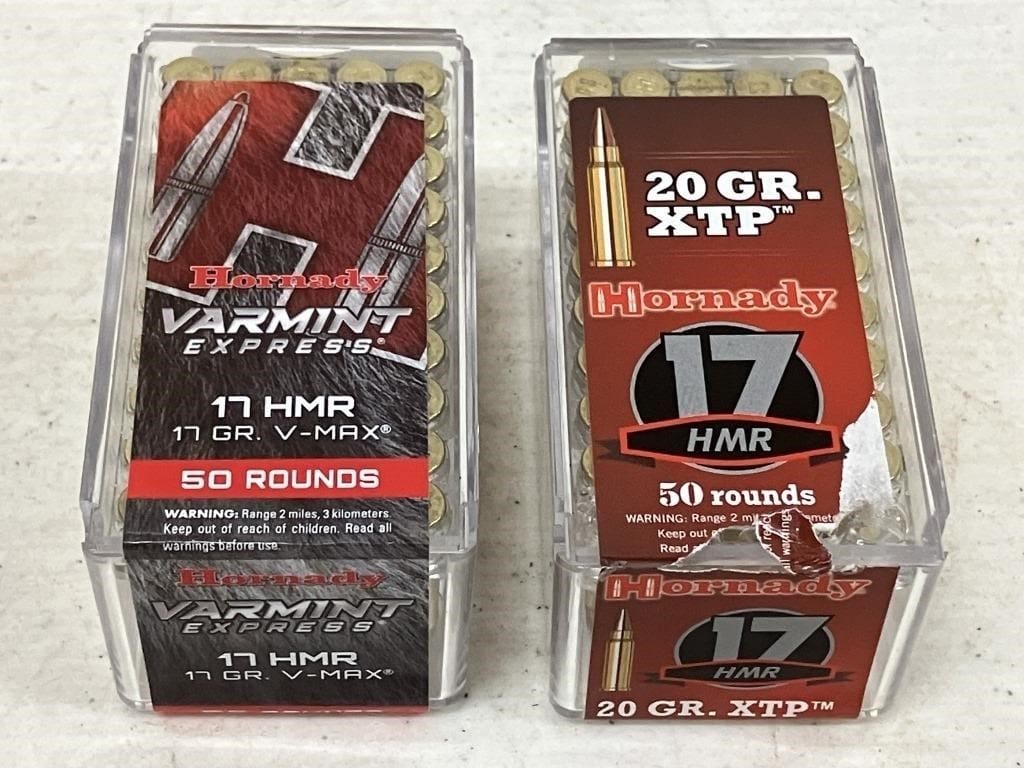 Hornady
VARMINT
EXPRESS®
17 HMR
17 GR. V-MAX®
50 ROUNDS
WARNING: Range 2 miles, 3 kilometers.
Keep out of reach of children. Read all
warnings before use.
Hornady
VARMINT
EXPRESS
17 HMR
17 GR. V-MAX®
20 GR.
XTP™
Hornady
17
HMR
50 rounds
WARNING: Range 2
Keep
Read
warnings
Hornady
17
HMR
20 GR. XTP™